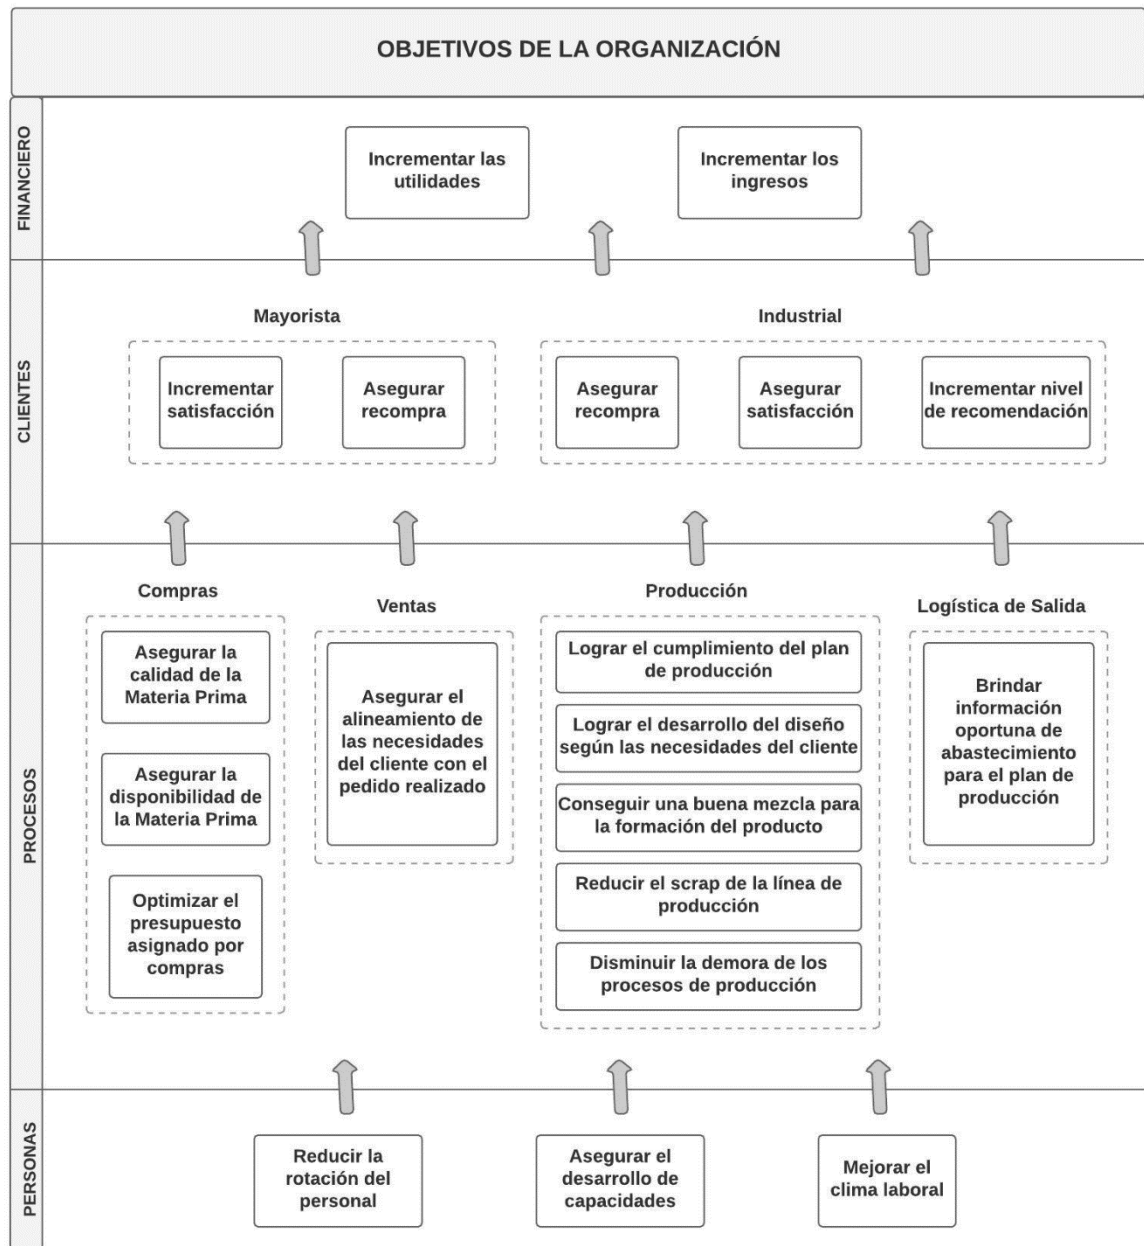 OBJETIVOS DE LA ORGANIZACIÓN
FINANCIERO
Incrementar las
utilidades
Incrementar los
ingresos
CLIENTES
Mayorista
Incrementar
satisfacción
Asegurar
recompra
Industrial
Asegurar
recompra
Asegurar
satisfacción
Incrementar nivel
de recomendación
PROCESOS
Compras
Asegurar la
calidad de la
Materia Prima
Asegurar la
disponibilidad de
la Materia Prima
Optimizar el
presupuesto
asignado por
compras
Ventas
Asegurar el
alineamiento de
las necesidades
del cliente con el
pedido realizado
Producción
Lograr el cumplimiento del plan
de producción
Lograr el desarrollo del diseño
según las necesidades del cliente
Conseguir una buena mezcla para
la formación del producto
Reducir el scrap de la línea de
producción
Disminuir la demora de los
procesos de producción
Logística de Salida
Brindar
información
oportuna de
abastecimiento
para el plan de
producción
PERSONAS
Reducir la
rotación del
personal
Asegurar el
desarrollo de
capacidades
Mejorar el
clima laboral